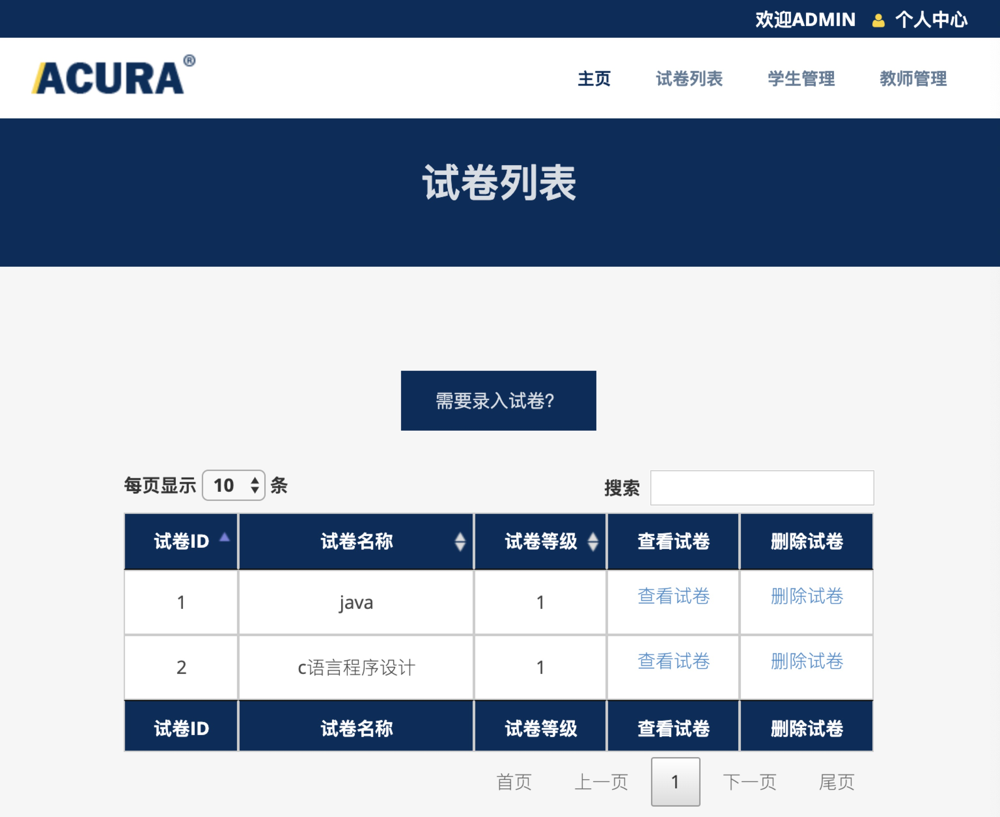 欢迎ADMIN 个人中心
ACURA®
主页 试卷列表 学生管理 教师管理
试卷列表
需要录入试卷?
每页显示 10 条 搜索
试卷ID 试卷名称 试卷等级 查看试卷 删除试卷
1 java 1 查看试卷 删除试卷
2 c语言程序设计 1 查看试卷 删除试卷
试卷ID 试卷名称 试卷等级 查看试卷 删除试卷
首页 上一页 1 下一页 尾页